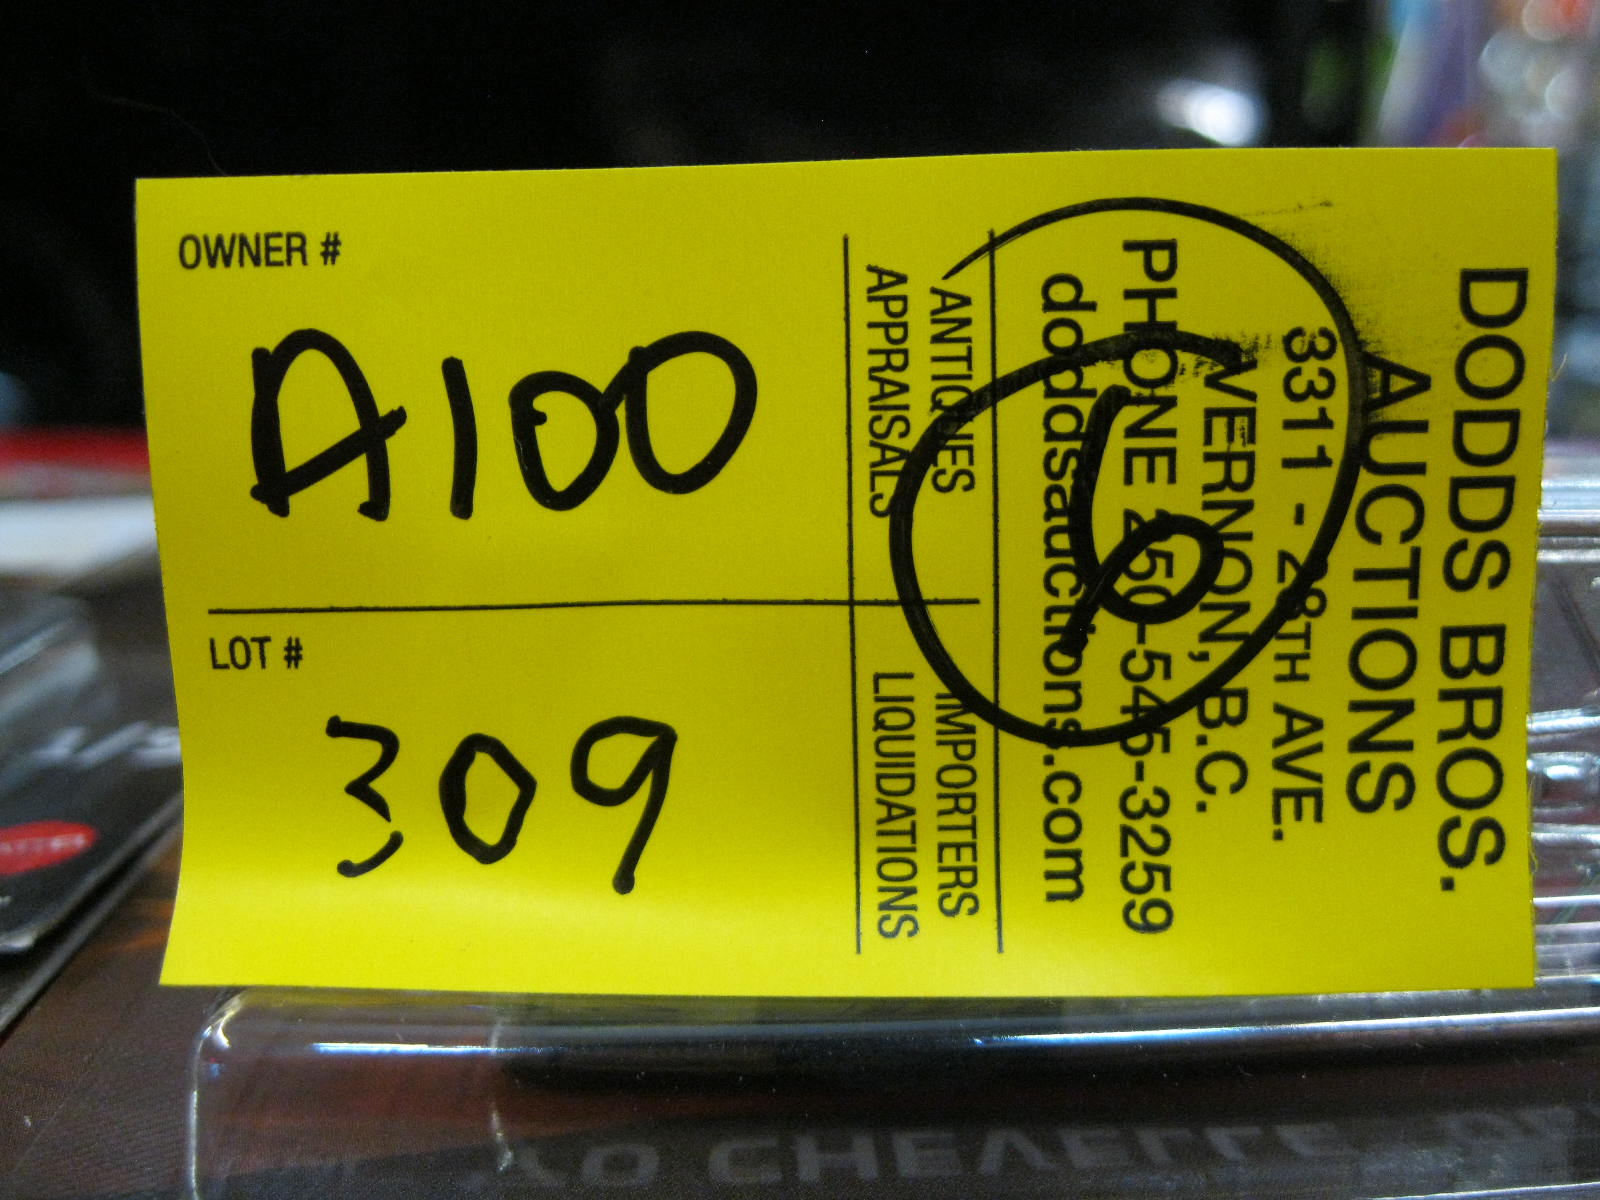 OWNER #
A100
LOT #
309
DODDS BROS.
AUCTIONS
3311 - 28TH AVE.
VERNON, B.C.
PHONE 250-545-3259
doddsauctions.com
ANTIQUES IMPORTERS
APPRAISALS LIQUIDATIONS
6
CHEVELLE